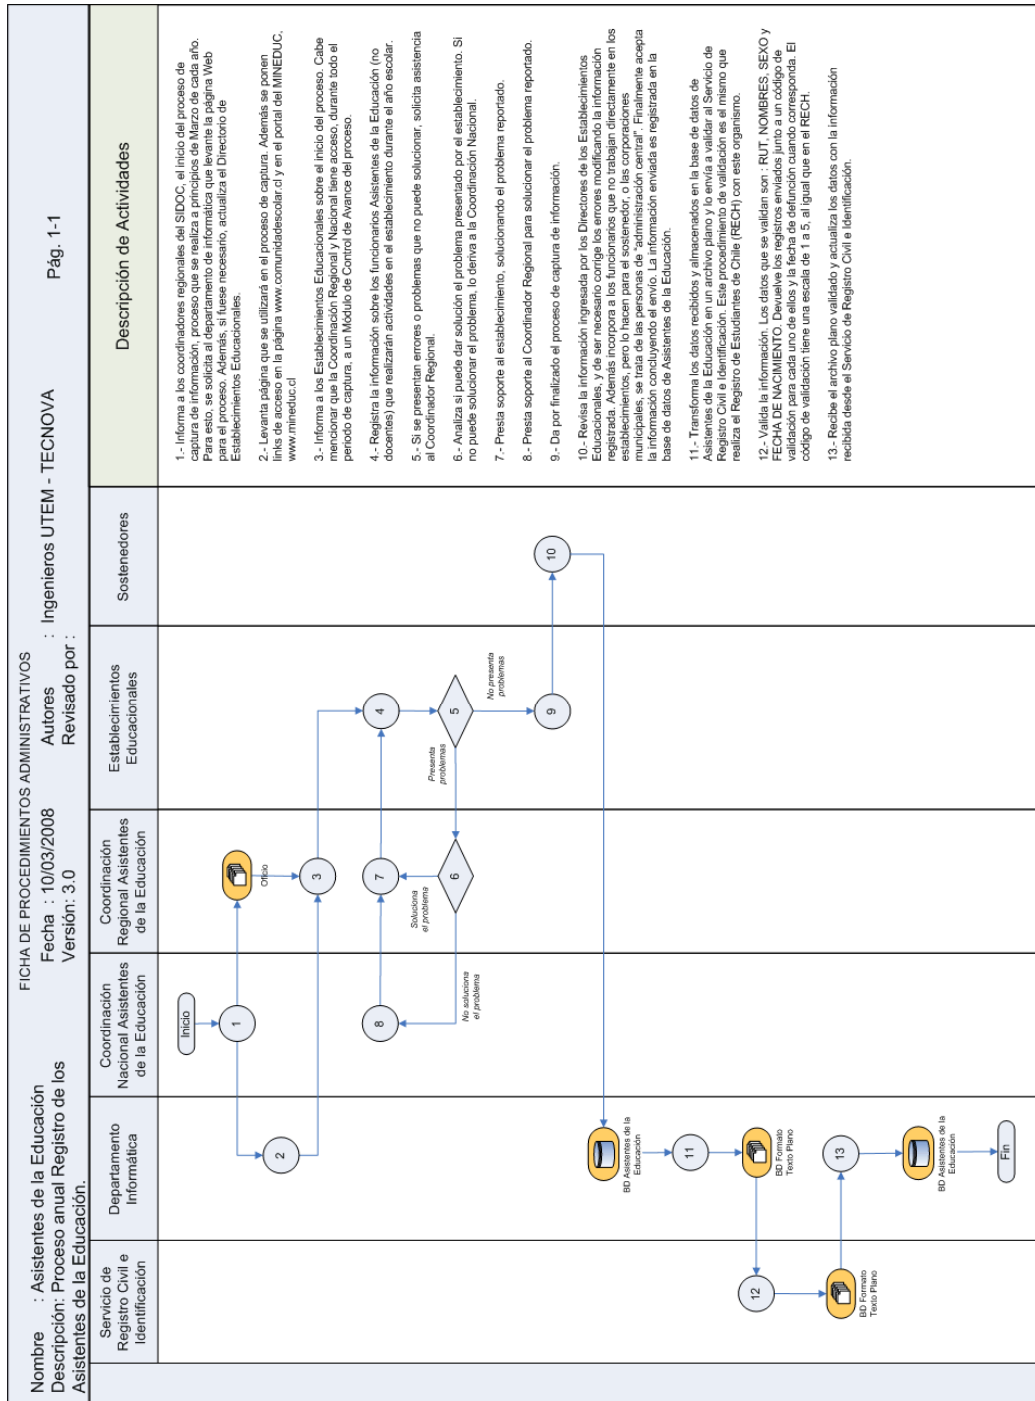 FICHA DE PROCEDIMIENTOS ADMINISTRATIVOS
Nombre : Asistentes de la Educación
Fecha : 10/03/2008
Autores : Ingenieros UTEM - TECNOVA
Pág. 1-1
Descripción: Proceso anual Registro de los
Asistentes de la Educación.
Versión: 3.0
Revisado por :
Servicio de
Registro Civil e
Identificación
Departamento
Informática
Coordinación
Nacional Asistentes
de la Educación
Coordinación
Regional Asistentes
de la Educación
Establecimientos
Educacionales
Sostenedores
Descripción de Actividades
Inicio
1
Oficio
2
3
4
5
Presenta
problemas
No presenta
problemas
6
Soluciona
el problema
No soluciona
el problema
7
8
9
10
BD Asistentes de la
Educación
11
BD Formato
Texto Plano
12
BD Formato
Texto Plano
13
BD Asistentes de la
Educación
Fin
1.- Informa a los coordinadores regionales del SIDOC, el inicio del proceso de
captura de información, proceso que se realiza a principios de Marzo de cada año.
Para esto, se solicita al departamento de informática que levante la página Web
para el proceso. Además, si fuese necesario, actualiza el Directorio de
Establecimientos Educacionales.
2.- Levanta página que se utilizará en el proceso de captura. Además se ponen
links de acceso en la página www.comunidadescolar.cl y en el portal del MINEDUC,
www.mineduc.cl
3.- Informa a los Establecimientos Educacionales sobre el inicio del proceso. Cabe
mencionar que la Coordinación Regional y Nacional tiene acceso, durante todo el
periodo de captura, a un Módulo de Control de Avance del proceso.
4.- Registra la información sobre los funcionarios Asistentes de la Educación (no
docentes) que realizarán actividades en el establecimiento durante el año escolar.
5.- Si se presentan errores o problemas que no puede solucionar, solicita asistencia
al Coordinador Regional.
6.- Analiza si puede dar solución el problema presentado por el establecimiento. Si
no puede solucionar el problema, lo deriva a la Coordinación Nacional.
7.- Presta soporte al establecimiento, solucionando el problema reportado.
8.- Presta soporte al Coordinador Regional para solucionar el problema reportado.
9.- Da por finalizado el proceso de captura de información.
10.- Revisa la información ingresada por los Directores de los Establecimientos
Educacionales, y de ser necesario corrige los errores modificando la información
registrada. Además incorpora a los funcionarios que no trabajan directamente en los
establecimientos, pero lo hacen para el sostenedor, o las corporaciones
municipales, se trata de las personas de "administración central". Finalmente acepta
la información concluyendo el envío. La información enviada es registrada en la
base de datos de Asistentes de la Educación.
11.- Transforma los datos recibidos y almacenados en la base de datos de
Asistentes de la Educación en un archivo plano y lo envía a validar al Servicio de
Registro Civil e Identificación. Este procedimiento de validación es el mismo que
realiza el Registro de Estudiantes de Chile (RECH) con este organismo.
12.- Valida la información. Los datos que se validan son : RUT, NOMBRES, SEXO y
FECHA DE NACIMIENTO. Devuelve los registros enviados junto a un código de
validación para cada uno de ellos y la fecha de defunción cuando corresponda. El
código de validación tiene una escala de 1 a 5, al igual que en el RECH.
13.- Recibe el archivo plano validado y actualiza los datos con la información
recibida desde el Servicio de Registro Civil e Identificación.